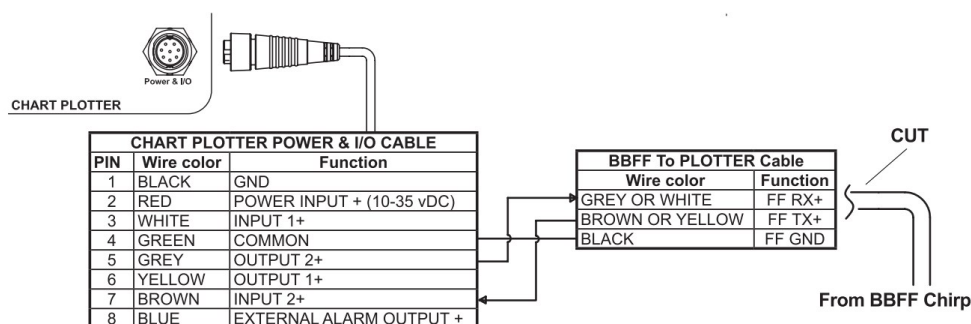 Power & I/O
CHART PLOTTER
CHART PLOTTER POWER & I/O CABLE
PIN Wire color Function
1 BLACK GND
2 RED POWER INPUT + (10-35 vDC)
3 WHITE INPUT 1+
4 GREEN COMMON
5 GREY OUTPUT 2+
6 YELLOW OUTPUT 1+
7 BROWN INPUT 2+
8 BLUE EXTERNAL ALARM OUTPUT +
BBFF To PLOTTER Cable
Wire color Function
GREY OR WHITE FF RX+
BROWN OR YELLOW FF TX+
BLACK FF GND
CUT
From BBFF Chirp